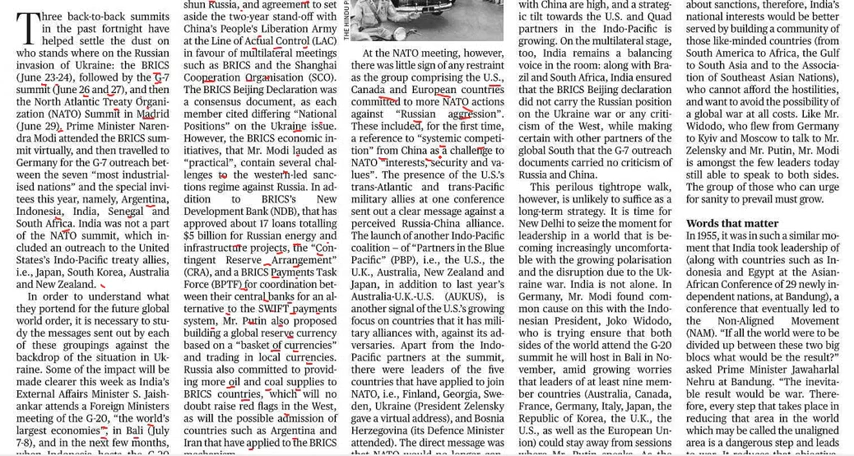 Three back-to-back summits
in the past fortnight have
helped settle the dust on
who stands where on the Russian
invasion of Ukraine: the BRICS
(June 23-24), followed by the G-7
summit (June 26 and 27), and then
the North Atlantic Treaty Organi-
zation (NATO) Summit in Madrid
(June 29). Prime Minister Naren-
dra Modi attended the BRICS sum-
mit virtually, and then travelled to
Germany for the G-7 outreach bet-
ween the seven "most industrial-
ised nations" and the special invi-
tees this year, namely, Argentina,
Indonesia, India, Senegal and
South Africa. India was not a part
of the NATO summit, which in-
cluded an outreach to the United
States's Indo-Pacific treaty allies,
i.e., Japan, South Korea, Australia
and New Zealand.
In order to understand what
they portend for the future global
world order, it is necessary to stu-
dy the messages sent out by each
of these groupings against the
backdrop of the situation in Uk-
raine. Some of the impact will be
made clearer this week as India's
External Affairs Minister S. Jaish-
ankar attends a Foreign Ministers
meeting of the G-20, "the world's
largest economies", in Bali (July
7-8), and in the next few months,
when Indonesia hosts the G-20
shun Russia, and agreement to set
aside the two-year stand-off with
China's People's Liberation Army
at the Line of Actual Control (LAC)
in favour of multilateral meetings
such as BRICS and the Shanghai
Cooperation Organisation (SCO).
The BRICS Beijing Declaration was
a consensus document, as each
member cited differing "National
Positions" on the Ukraine issue.
However, the BRICS economic in-
itiatives, that Mr. Modi lauded as
"practical", contain several chal-
lenges to the western-led sanc-
tions regime against Russia. In ad-
dition to BRICS's New
Development Bank (NDB), that has
approved about 17 loans totalling
$5 billion for Russian energy and
infrastructure projects, the "Con-
tingent Reserve Arrangement"
(CRA), and a BRICS Payments Task
Force (BPTF) for coordination bet-
ween their central banks for an al-
ternative to the SWIFT payments
system, Mr. Putin also proposed
building a global reserve currency
based on a "basket of currencies"
and trading in local currencies.
Russia also committed to provid-
ing more oil and coal supplies to
BRICS countries, which will no
doubt raise red flags in the West,
as will the possible admission of
countries such as Argentina and
Iran that have applied to the BRICS
mechanism.
THE HINDU P
At the NATO meeting, however,
there was little sign of any restraint
as the group comprising the U.S.,
Canada and European countries
committed to more NATO actions
against "Russian aggression".
These included, for the first time,
a reference to "systemic competi-
tion" from China as a challenge to
NATO "interests, security and va-
lues". The presence of the U.S.'s
trans-Atlantic and trans-Pacific
military allies at one conference
sent out a clear message against a
perceived Russia-China alliance.
The launch of another Indo-Pacific
coalition – of "Partners in the Blue
Pacific" (PBP), i.e., the U.S., the
U.K., Australia, New Zealand and
Japan, in addition to last year's
Australia-U.K.-U.S. (AUKUS), is
another signal of the U.S.'s growing
focus on countries that it has mili-
tary alliances with, against its ad-
versaries. Apart from the Indo-
Pacific partners at the summit,
there were leaders of the five
countries that have applied to join
NATO, i.e., Finland, Georgia, Swe-
den, Ukraine (President Zelensky
gave a virtual address), and Bosnia
Herzegovina (its Defence Minister
attended). The direct message was
that NATO would no longer con-
with China are high, and a strateg-
ic tilt towards the U.S. and Quad
partners in the Indo-Pacific is
growing. On the multilateral stage,
too, India remains a balancing
voice in the room: along with Bra-
zil and South Africa, India ensured
that the BRICS Beijing declaration
did not carry the Russian position
on the Ukraine war or any criti-
cism of the West, while making
certain with other partners of the
global South that the G-7 outreach
documents carried no criticism of
Russia and China.
This perilous tightrope walk,
however, is unlikely to suffice as a
long-term strategy. It is time for
New Delhi to seize the moment for
leadership in a world that is be-
coming increasingly uncomforta-
ble with the growing polarisation
and the disruption due to the Uk-
raine war. India is not alone. In
Germany, Mr. Modi found com-
mon cause on this with the Indo-
nesian President, Joko Widodo,
who is trying ensure that both
sides of the world attend the G-20
summit he will host in Bali in No-
vember, amid growing worries
that leaders of at least nine mem-
ber countries (Australia, Canada,
France, Germany, Italy, Japan, the
Republic of Korea, the U.K., the
U.S., as well as the European Un-
ion) could stay away from sessions
where Mr. Putin speaks. As the
about sanctions, therefore, India's
national interests would be better
served by building a community of
those like-minded countries (from
South America to Africa, the Gulf
to South Asia and to the Associa-
tion of Southeast Asian Nations),
who cannot afford the hostilities,
and want to avoid the possibility of
a global war at all costs. Like Mr.
Widodo, who flew from Germany
to Kyiv and Moscow to talk to Mr.
Zelensky and Mr. Putin, Mr. Modi
is amongst the few leaders today
still able to speak to both sides.
The group of those who can urge
for sanity to prevail must grow.
Words that matter
In 1955, it was in such a similar mo-
ment that India took leadership of
(along with countries such as In-
donesia and Egypt at the Asian-
African Conference of 29 newly in-
dependent nations, at Bandung), a
conference that eventually led to
the Non-Aligned Movement
(NAM). "If all the world were to be
divided up between these two big
blocs what would be the result?"
asked Prime Minister Jawaharlal
Nehru at Bandung. "The inevita-
ble result would be war. There-
fore, every step that takes place in
reducing that area in the world
which may be called the unaligned
area is a dangerous step and leads
to war. It reduces that objective